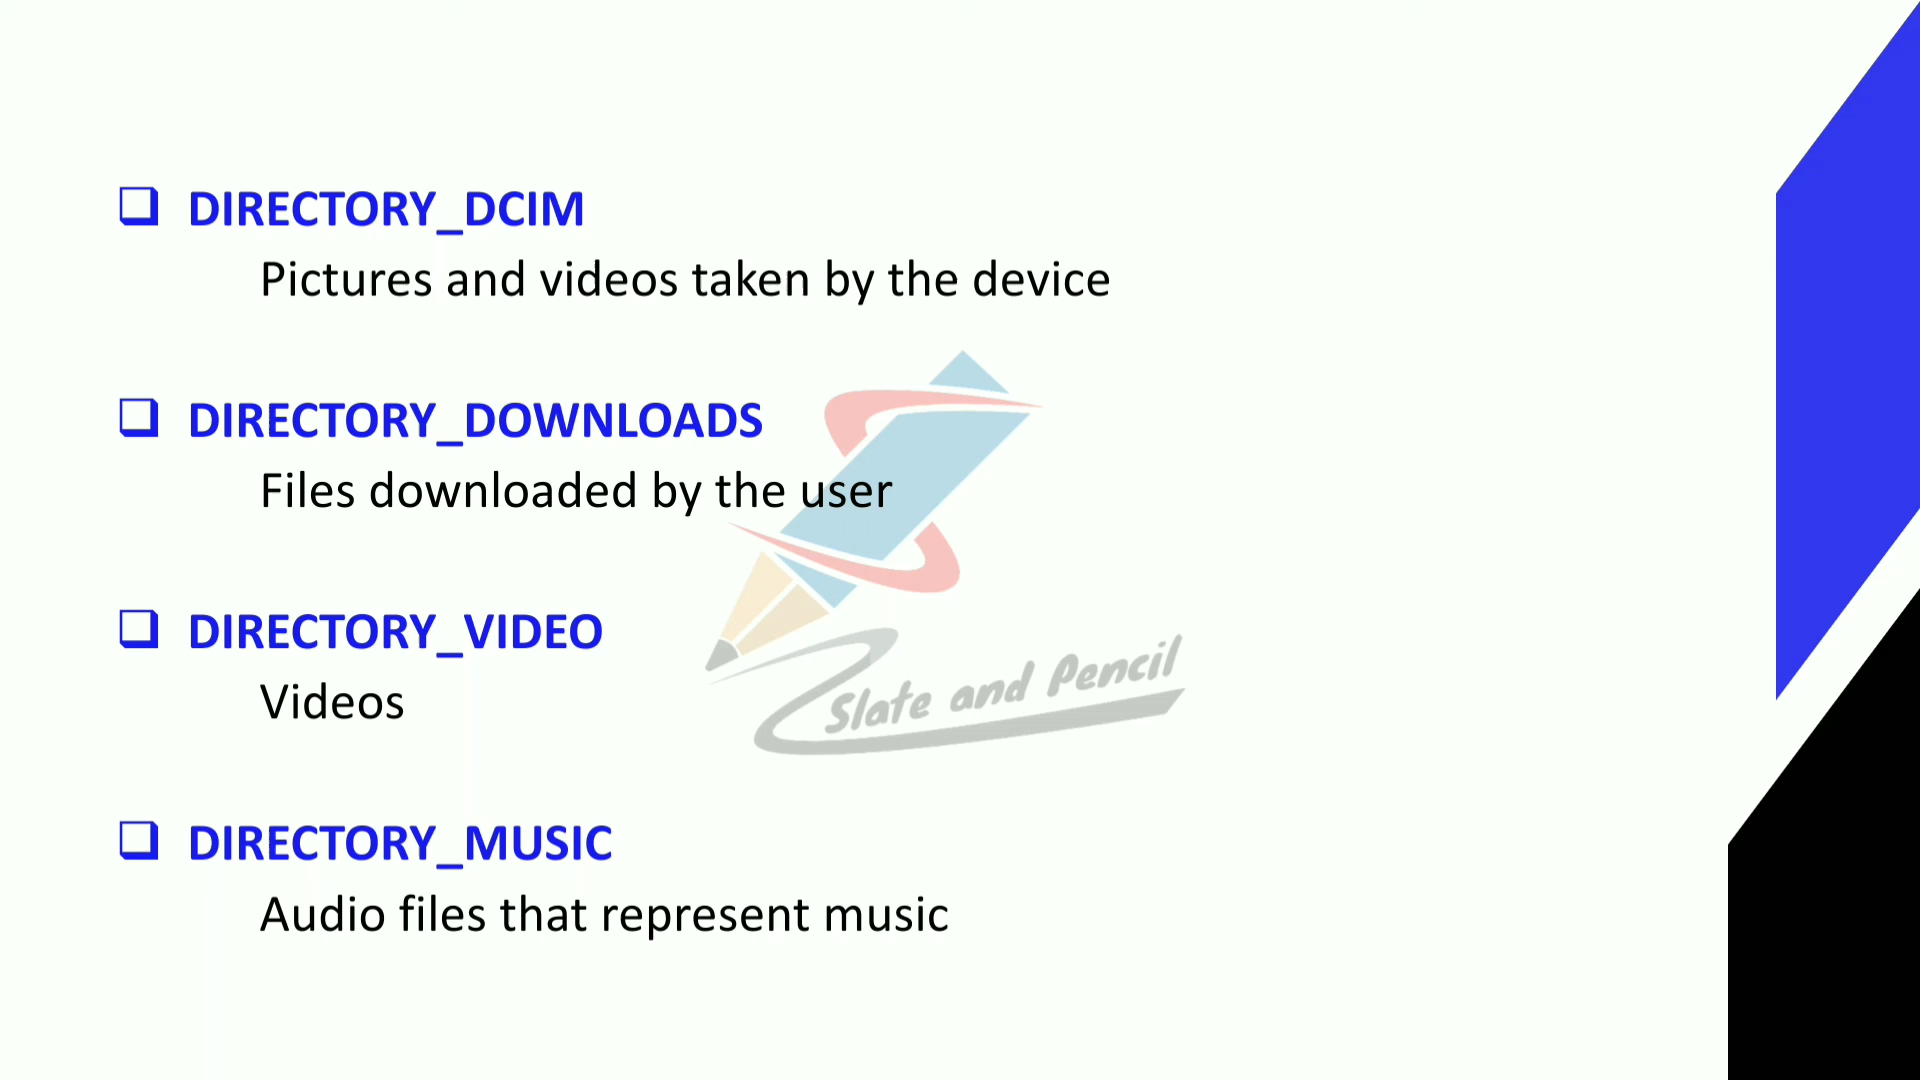 DIRECTORY_DCIM
Pictures and videos taken by the device
DIRECTORY_DOWNLOADS
Files downloaded by the user
DIRECTORY_VIDEO
Videos
Slate and Pencil
DIRECTORY_MUSIC
Audio files that represent music